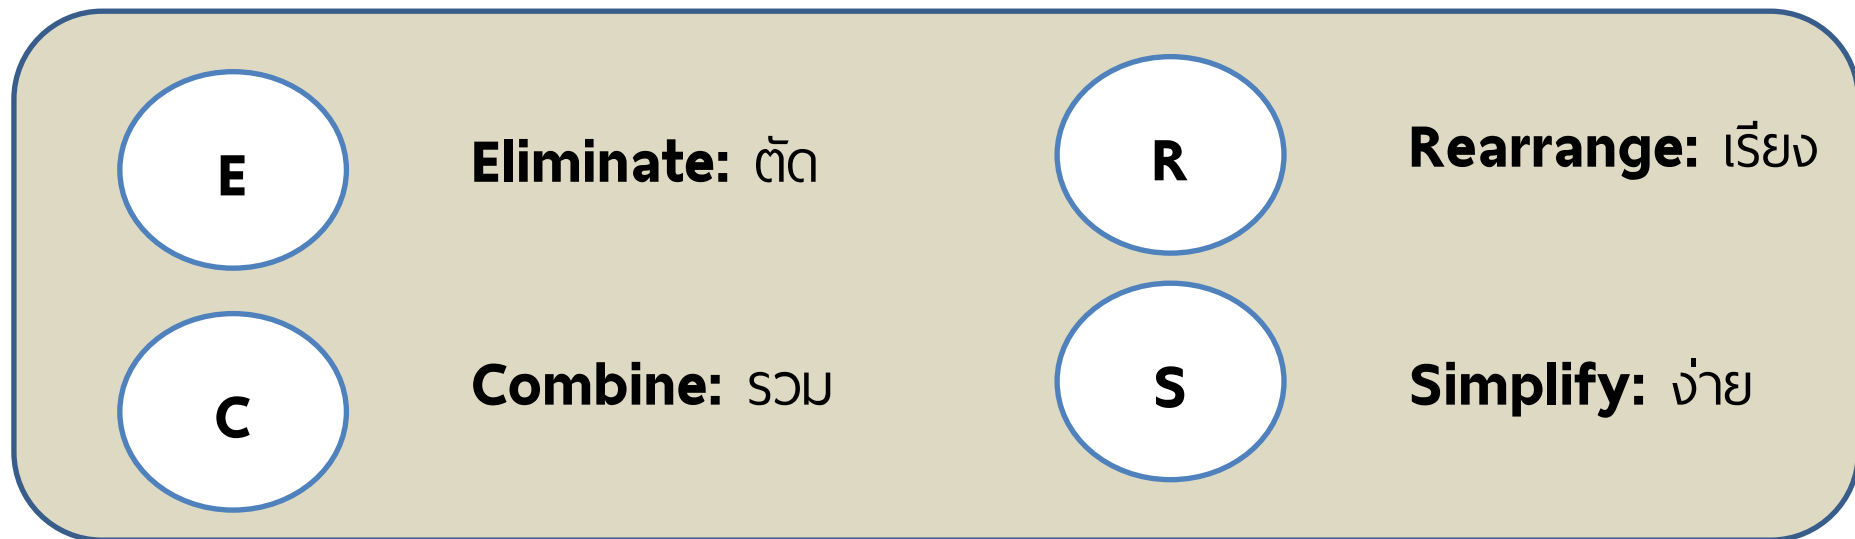 E
Eliminate: ตัด
C
Combine: รวม
R
Rearrange: เรียง
S
Simplify: ง่าย